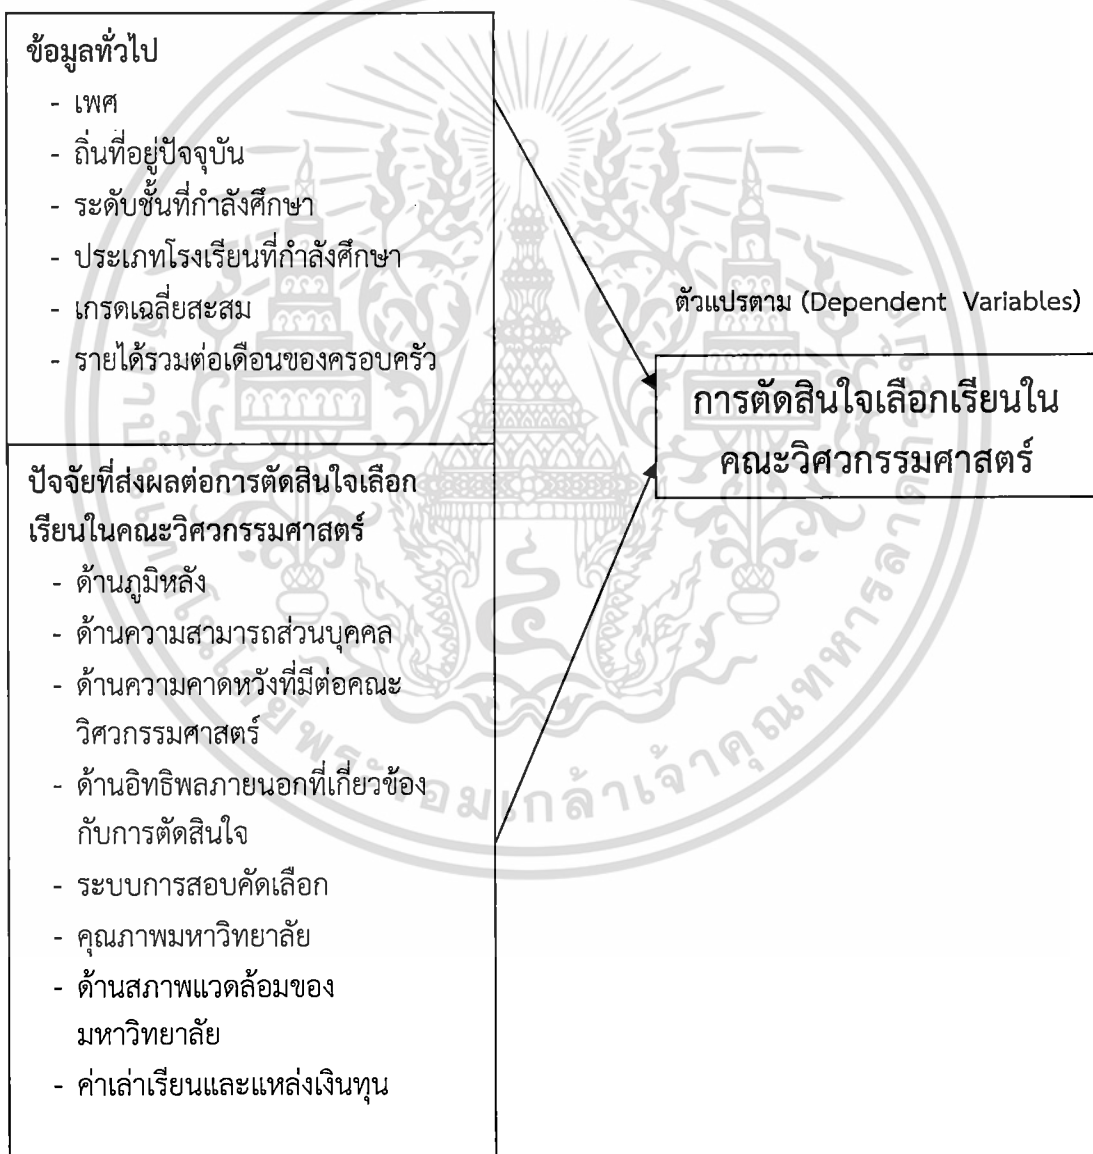 ข้อมูลทั่วไป
- เพศ
- ถิ่นที่อยู่ปัจจุบัน
- ระดับชั้นที่กำลังศึกษา
- ประเภทโรงเรียนที่กำลังศึกษา
- เกรดเฉลี่ยสะสม
- รายได้รวมต่อเดือนของครอบครัว
ปัจจัยที่ส่งผลต่อการตัดสินใจเลือก
เรียนในคณะวิศวกรรมศาสตร์
- ด้านภูมิหลัง
- ด้านความสามารถส่วนบุคคล
- ด้านความคาดหวังที่มีต่อคณะ
วิศวกรรมศาสตร์
- ด้านอิทธิพลภายนอกที่เกี่ยวข้อง
กับการตัดสินใจ
- ระบบการสอบคัดเลือก
- คุณภาพมหาวิทยาลัย
- ด้านสภาพแวดล้อมของ
มหาวิทยาลัย
- ค่าเล่าเรียนและแหล่งเงินทุน
ตัวแปรตาม (Dependent Variables)
การตัดสินใจเลือกเรียนใน
คณะวิศวกรรมศาสตร์